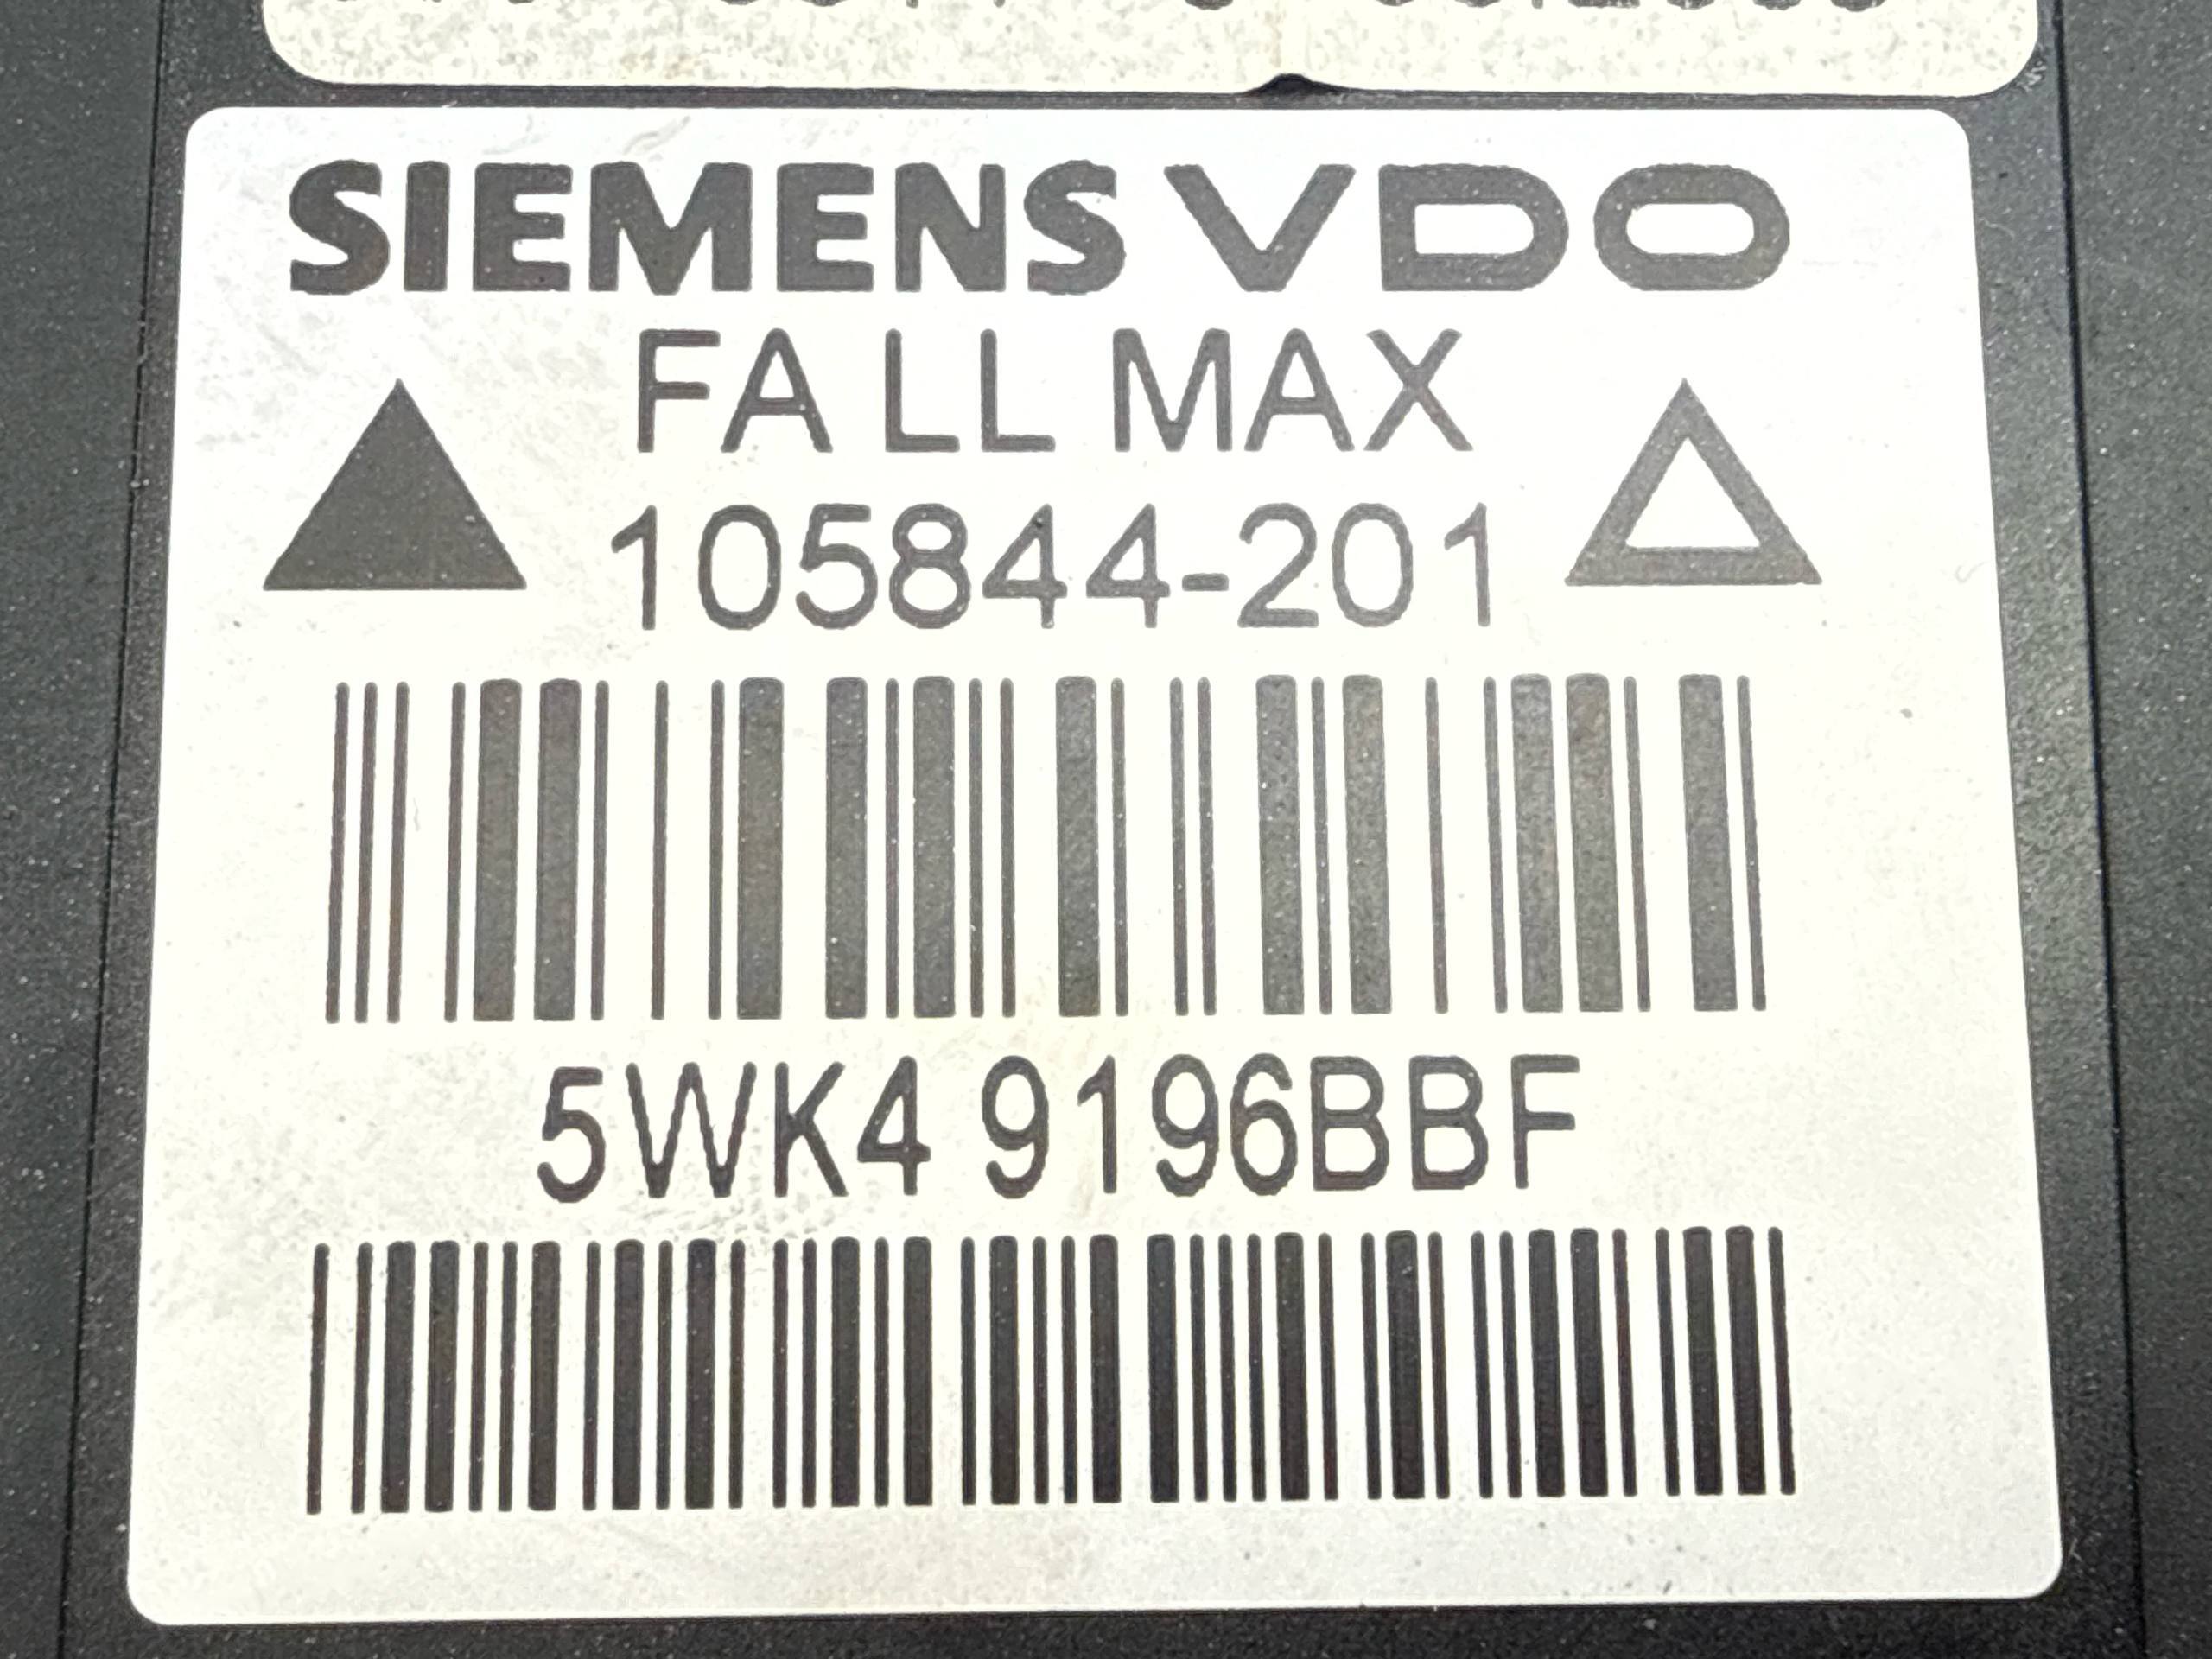 SIEMENS VDO
FA LL MAX
105844-201
5WK4 9196BBF